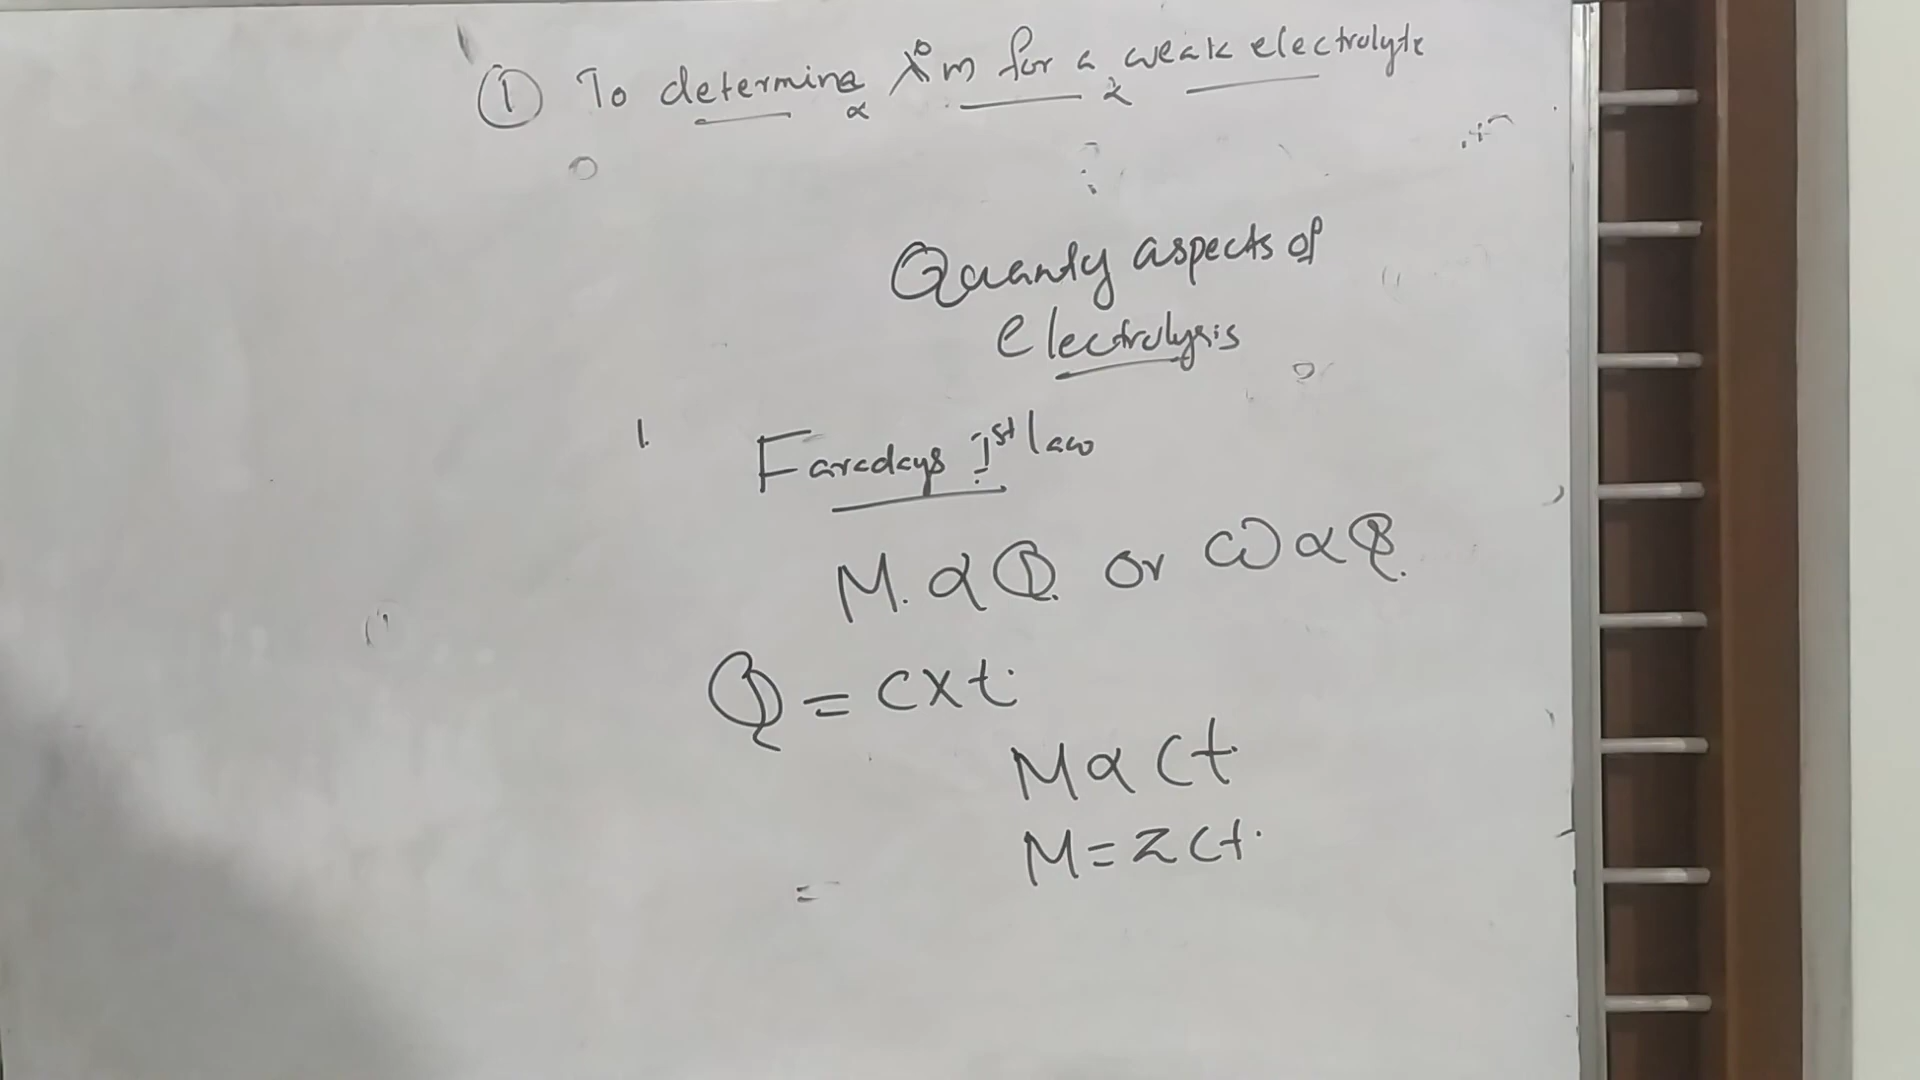 ① To determine λ°m for a weak electrolyte
α α
Quanty aspects of
electrolysis
1. Faradays 1st law
M. α Q. or ω α Q.
Q = c x t.
M α ct.
M = Z ct.
=